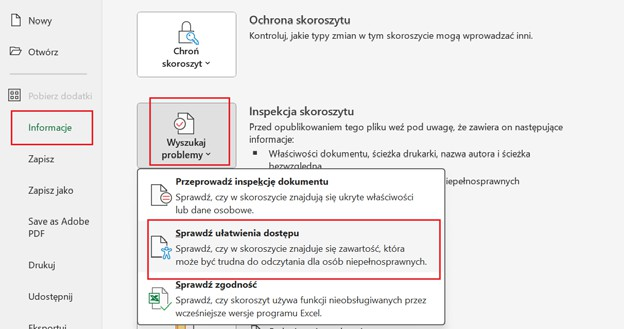 Nowy
Otwórz
Pobierz dodatki
Informacje
Zapisz
Zapisz jako
Save as Adobe
PDF
Drukuj
Udostępnij
Eksportuj
Chroń
skoroszyt
Ochrona skoroszytu
Kontroluj, jakie typy zmian w tym skoroszycie mogą wprowadzać inni.
Wyszukaj
problemy
Inspekcja skoroszytu
Przed opublikowaniem tego pliku weź pod uwagę, że zawiera on następujące
informacje:
Właściwości dokumentu, ścieżka drukarki, nazwa autora i ścieżka
bezwzględna
niepełnosprawnych
Przeprowadź inspekcję dokumentu
Sprawdź, czy w skoroszycie znajdują się ukryte właściwości
lub dane osobowe.
Sprawdź ułatwienia dostępu
Sprawdź, czy w skoroszycie znajduje się zawartość, która
może być trudna do odczytania dla osób niepełnosprawnych.
Sprawdź zgodność
Sprawdź, czy skoroszyt używa funkcji nieobsługiwanych przez
wcześniejsze wersje programu Excel.